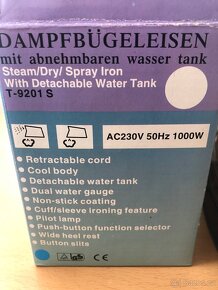 DAMPFBÜGELEISEN
mit abnehmbaren wasser tank
Steam/Dry/ Spray Iron
With Detachable Water Tank
T-9201 S
AC230V 50Hz 1000W
• Retractable cord
• Cool body
• Detachable water tank
• Dual water gauge
• Non-stick coating
• Cuff/sleeve ironing feature
• Pilot lamp
• Push-button function selector
• Wide heel rest
• Button slits